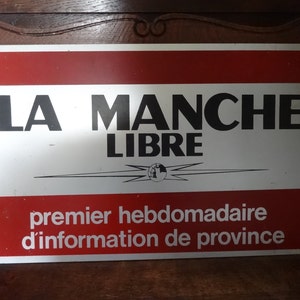 LA MANCHE
LIBRE
premier hebdomadaire
d'information de province